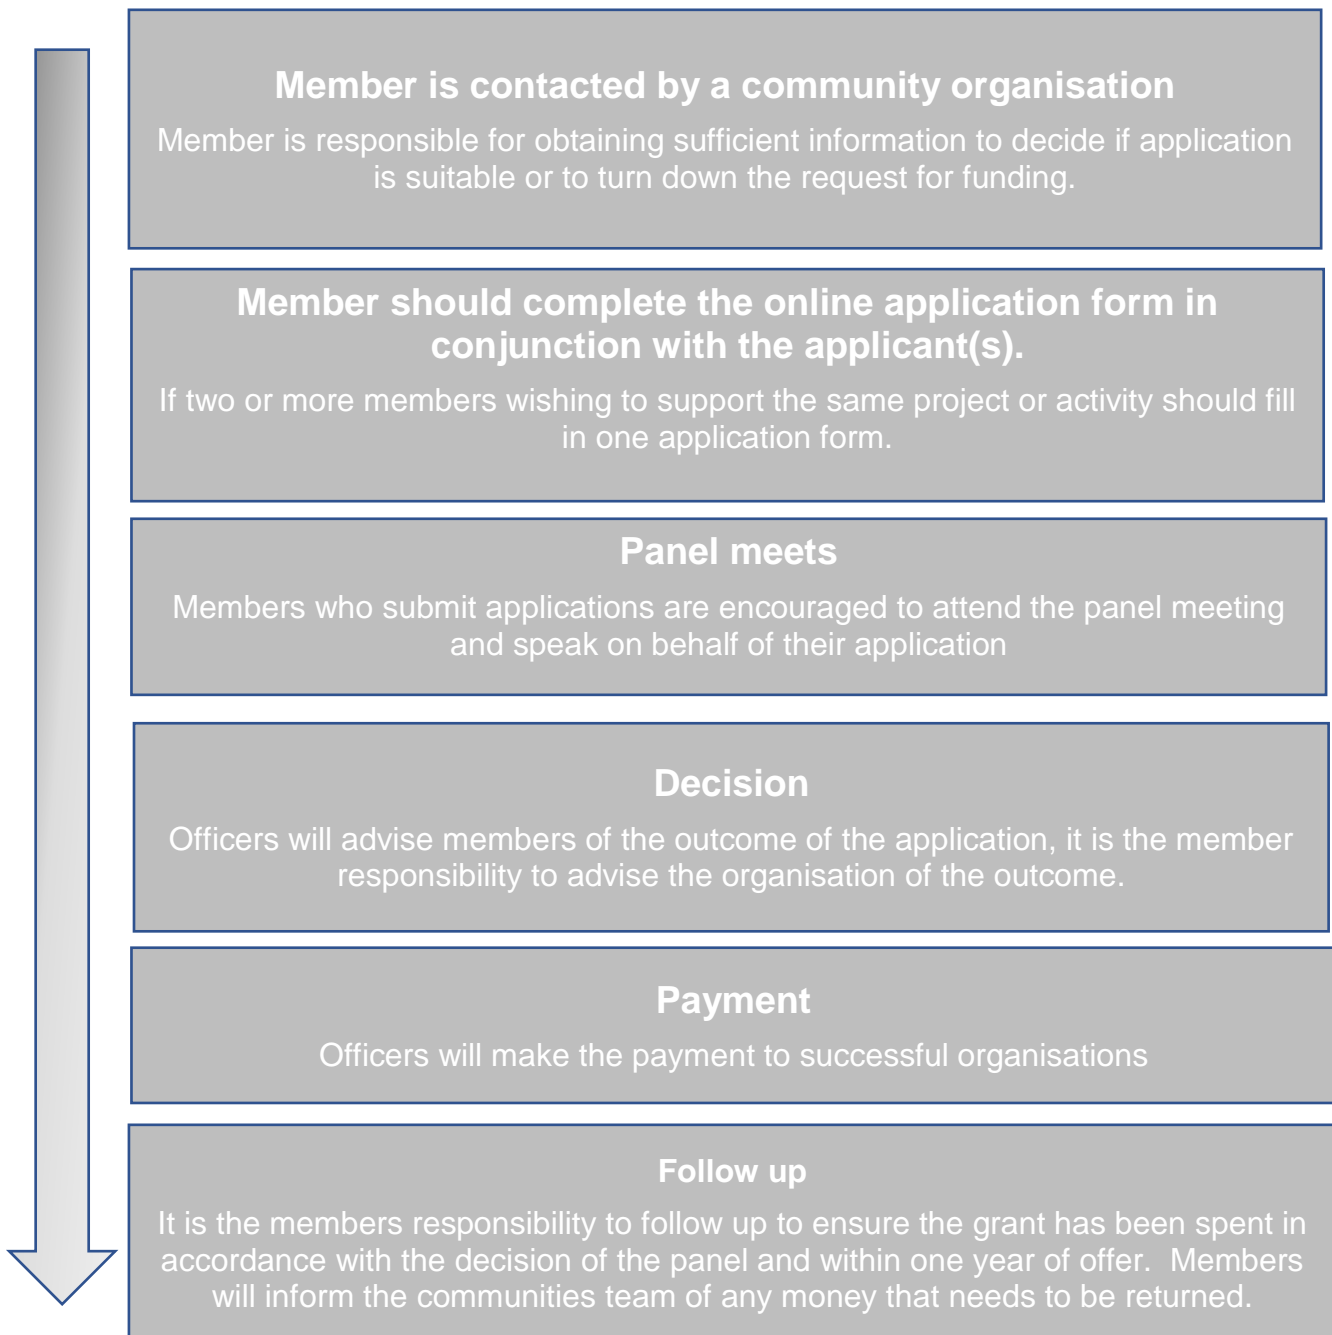 Member is contacted by a community organisation
Member is responsible for obtaining sufficient information to decide if application
is suitable or to turn down the request for funding.
Member should complete the online application form in
conjunction with the applicant(s).
If two or more members wishing to support the same project or activity should fill
in one application form.
Panel meets
Members who submit applications are encouraged to attend the panel meeting
and speak on behalf of their application
Decision
Officers will advise members of the outcome of the application, it is the member
responsibility to advise the organisation of the outcome.
Payment
Officers will make the payment to successful organisations
Follow up
It is the members responsibility to follow up to ensure the grant has been spent in
accordance with the decision of the panel and within one year of offer.  Members
will inform the communities team of any money that needs to be returned.